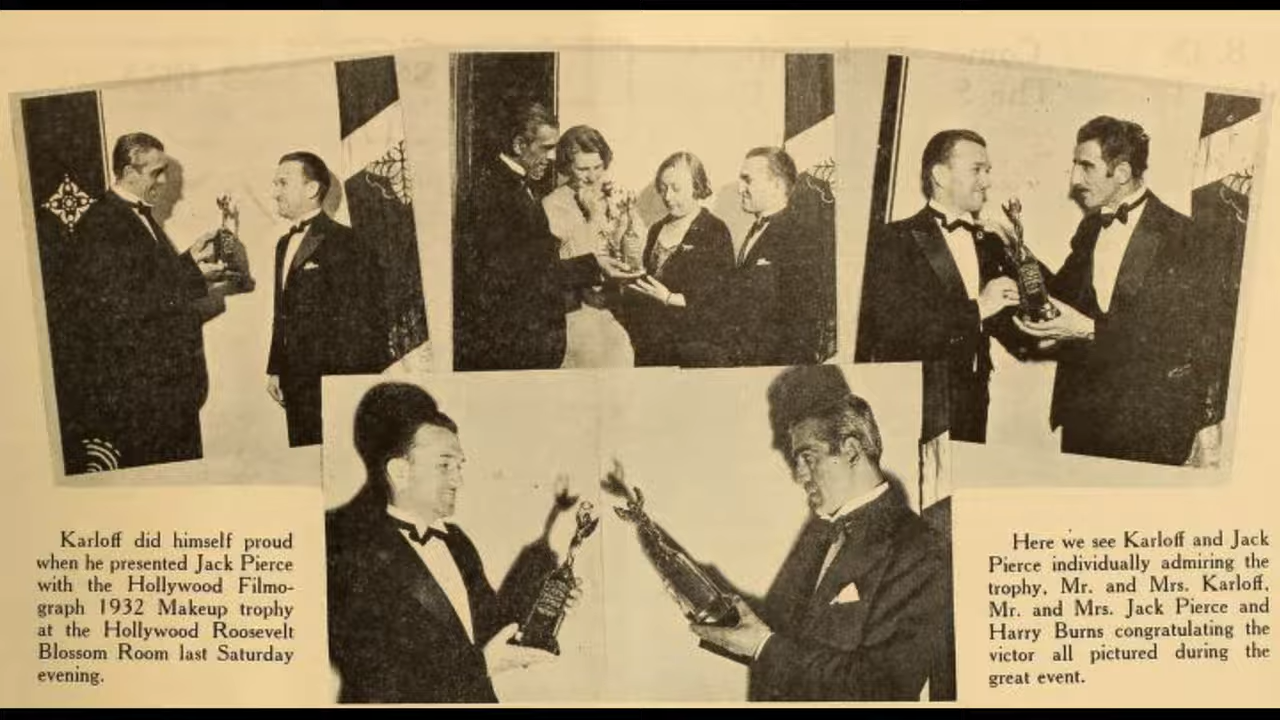 Karloff did himself proud
when he presented Jack Pierce
with the Hollywood Filmo-
graph 1932 Makeup trophy
at the Hollywood Roosevelt
Blossom Room last Saturday
evening.
Here we see Karloff and Jack
Pierce individually admiring the
trophy, Mr. and Mrs. Karloff,
Mr. and Mrs. Jack Pierce and
Harry Burns congratulating the
victor all pictured during the
great event.